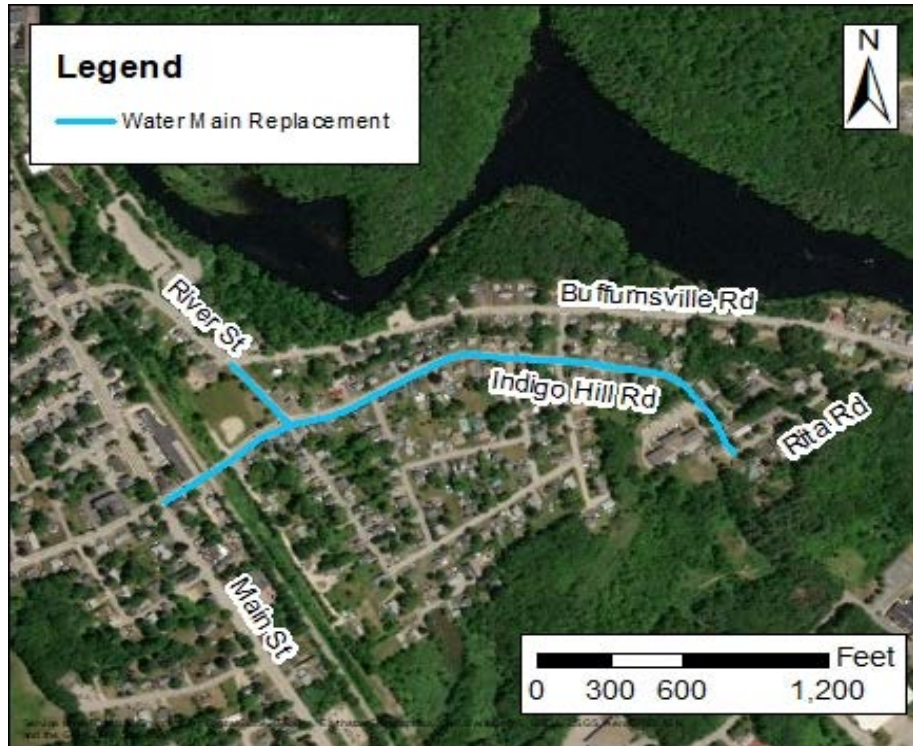 Legend
Water Main Replacement
N
River St
Buffumsville Rd
Indigo Hill Rd
Rita Rd
Main St
Feet
0 300 600 1,200